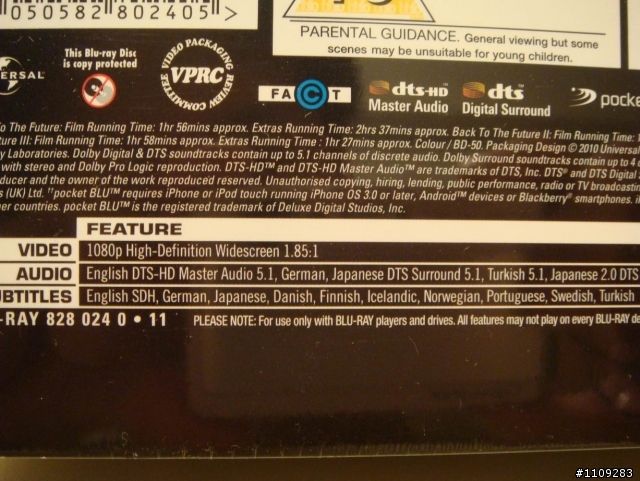 050582 802405 >
PARENTAL GUIDANCE. General viewing but some
scenes may be unsuitable for young children.
This Blu-ray Disc
is copy protected
VIDEO PACKAGING REVIEW COMMITTEE
VPRC
FACT
dts-HD
Master Audio
dts
Digital Surround
To The Future: Film Running Time: 1hr 56mins approx. Extras Running Time: 2hrs 37mins approx. Back To The Future II: Film Running Time:
Future III: Film Running Time: 1hr 58mins approx. Extras Running Time: 1hr 27mins approx. Colour / BD-50. Packaging Design © 2010 Universal
Laboratories. Dolby Digital & DTS soundtracks contain up to 5.1 channels of discrete audio. Dolby Surround soundtracks contain up to 4
with stereo and Dolby Pro Logic reproduction. DTS-HD™ and DTS-HD Master Audio™ are trademarks of DTS, Inc. DTS® and DTS Digital
and the owner of the work reproduced reserved. Unauthorised copying, hiring, lending, public performance, radio or TV broadcasting
(UK) Ltd. ††pocket BLU™ requires iPhone or iPod touch running iPhone OS 3.0 or later, Android™ devices or Blackberry® smartphones.
countries. pocket BLU™ is the registered trademark of Deluxe Digital Studios, Inc.
FEATURE
VIDEO 1080p High-Definition Widescreen 1.85:1
AUDIO English DTS-HD Master Audio 5.1, German, Japanese DTS Surround 5.1, Turkish 5.1, Japanese 2.0 DTS
UBTITLES English SDH, German, Japanese, Danish, Finnish, Icelandic, Norwegian, Portuguese, Swedish, Turkish
-RAY 828 024 0 • 11 PLEASE NOTE: For use only with BLU-RAY players and drives. All features may not play on every BLU-RAY
#1109283